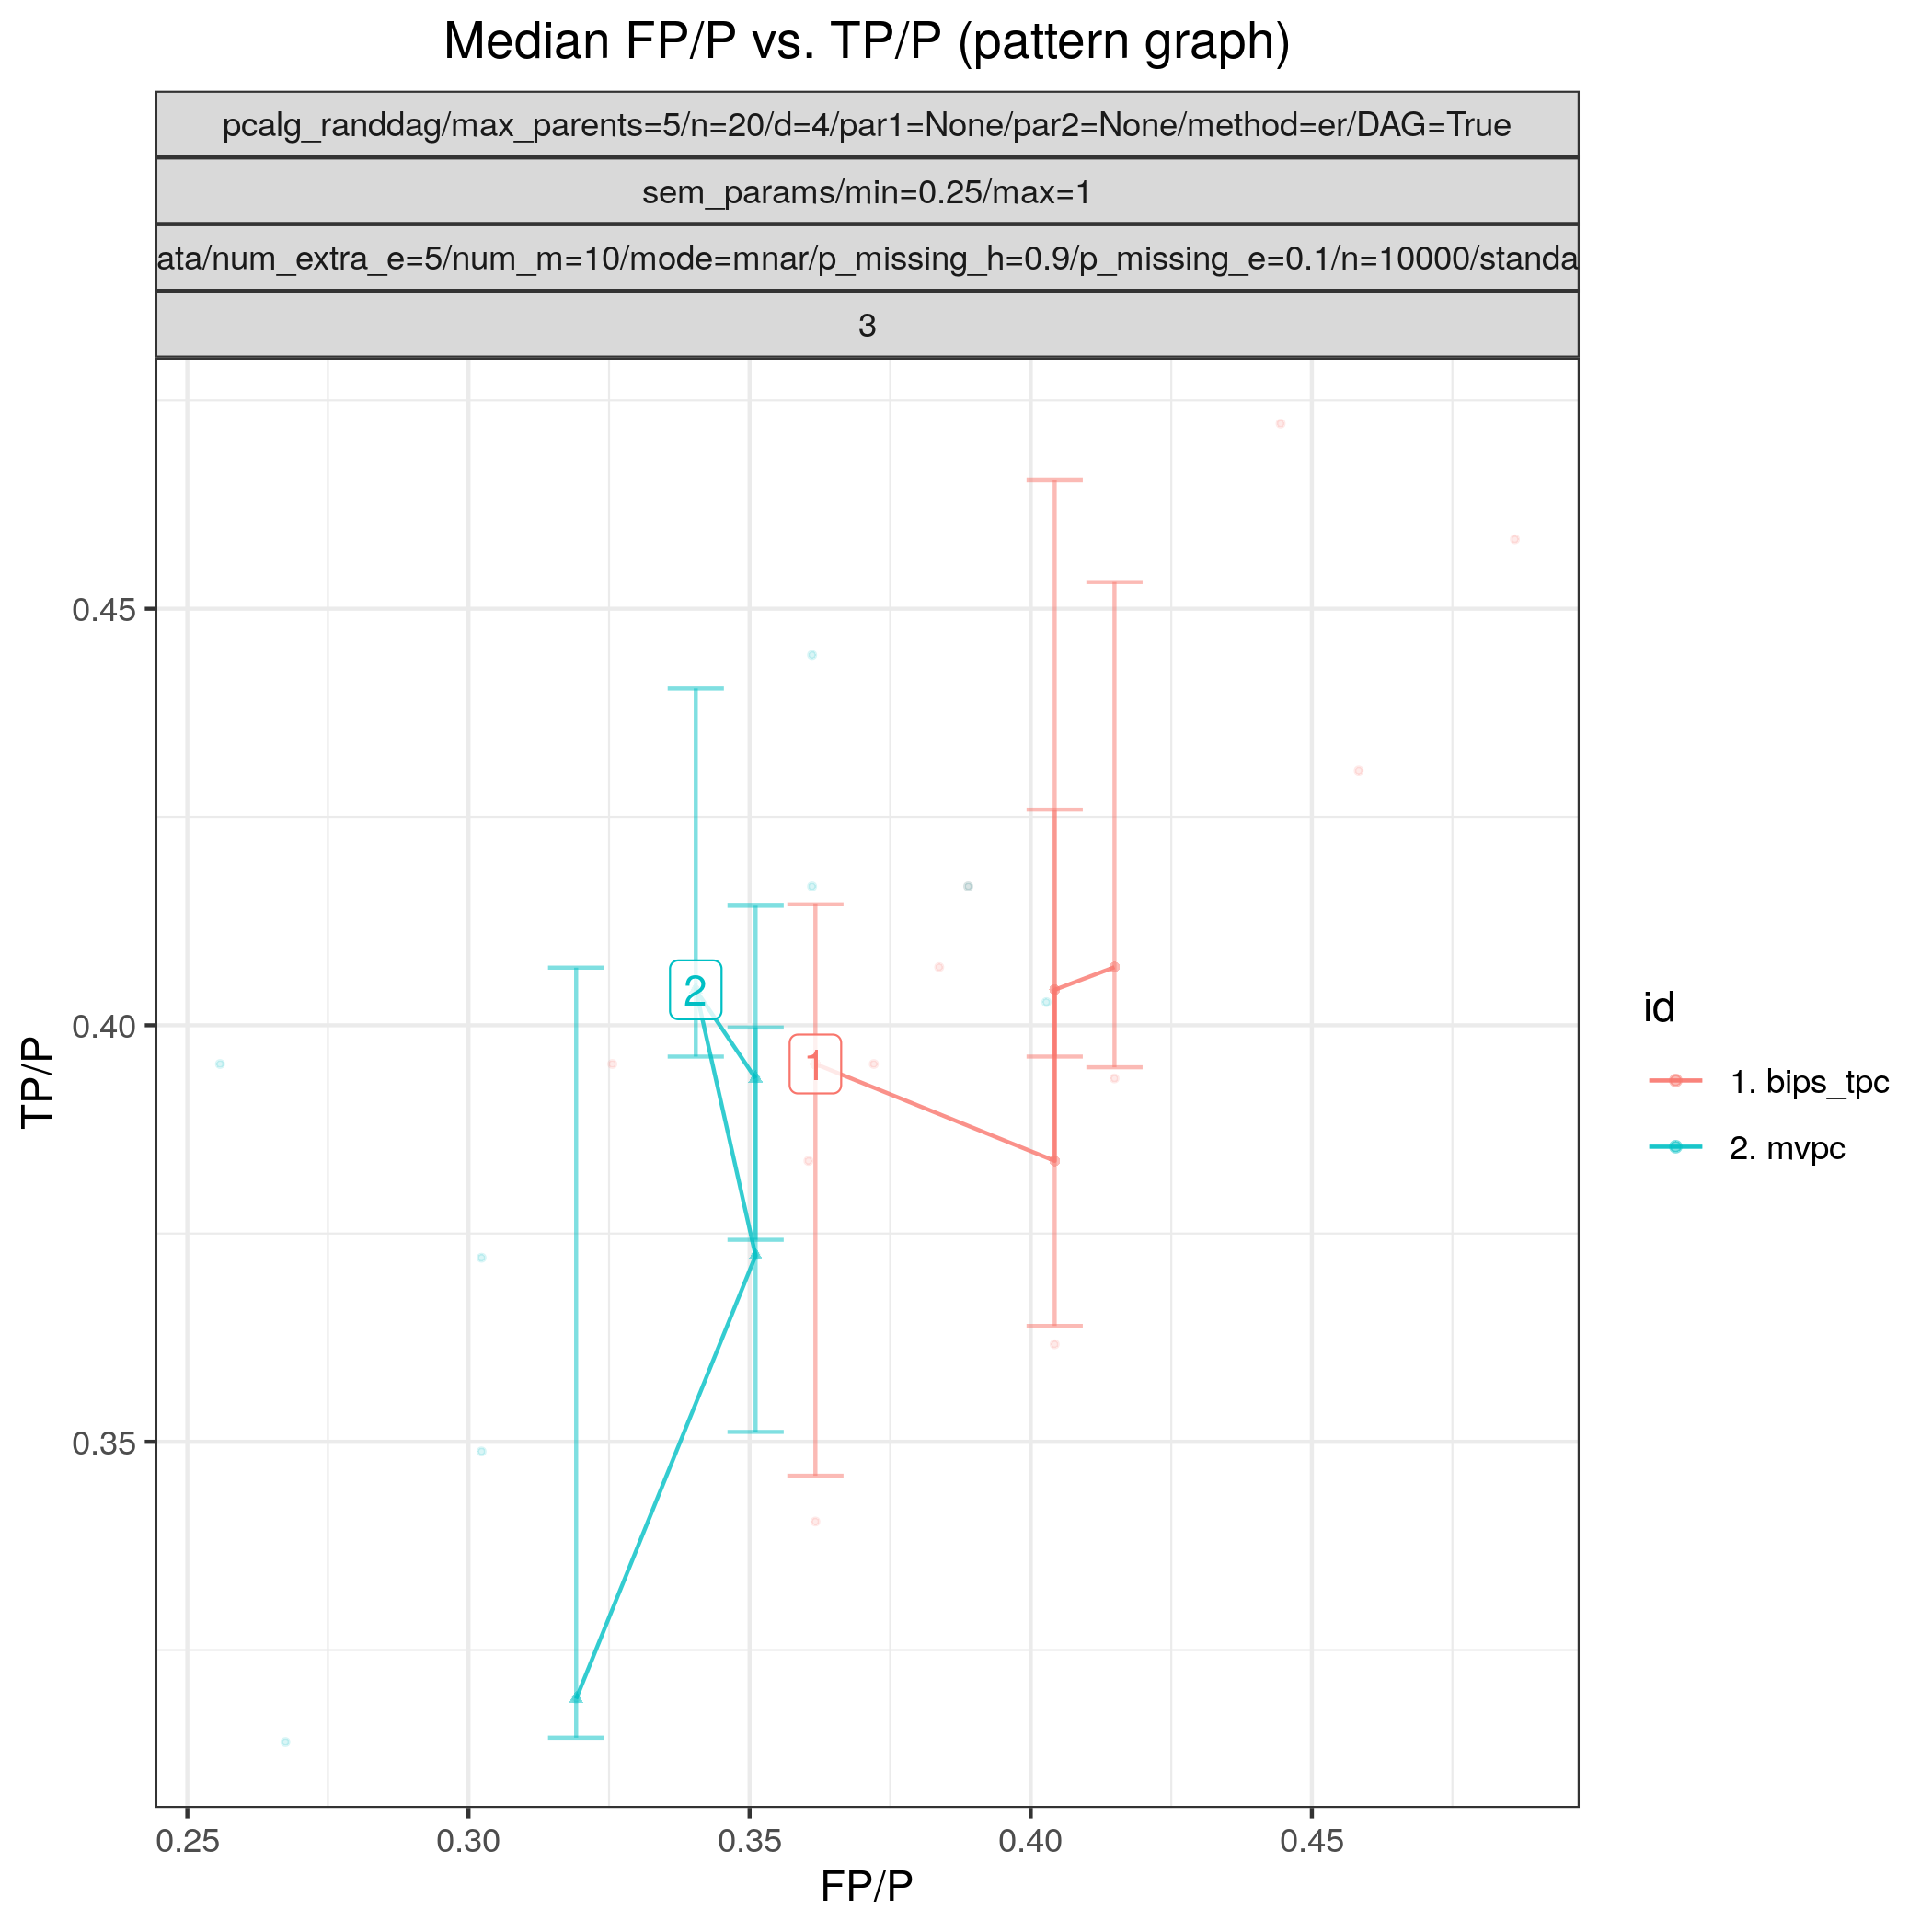 Median FP/P vs. TP/P (pattern graph)
pcalg_randdag/max_parents=5/n=20/d=4/par1=None/par2=None/method=er/DAG=True
sem_params/min=0.25/max=1
ata/num_extra_e=5/num_m=10/mode=mnar/p_missing_h=0.9/p_missing_e=0.1/n=10000/standa
3
0.45
0.40
0.35
TP/P
2
1
0.25 0.30 0.35 0.40 0.45
FP/P
id
1. bips_tpc
2. mvpc